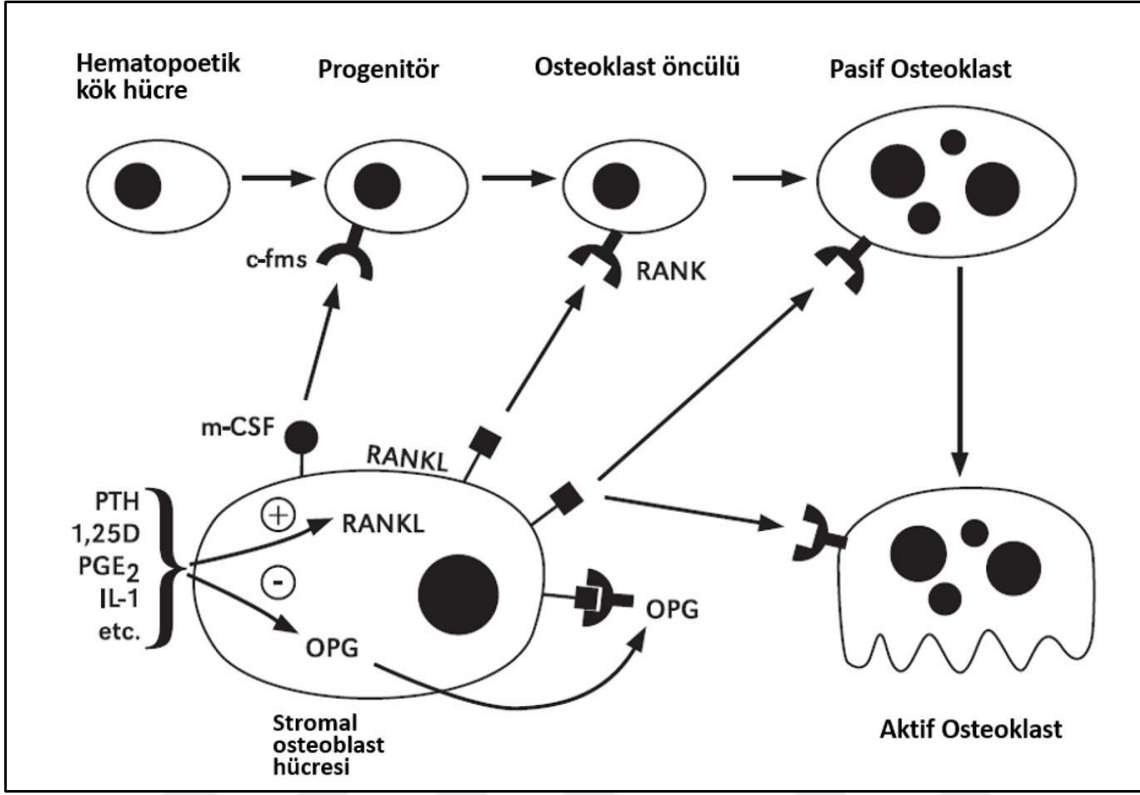 Hematopoetik
kök hücre
Progenitör
Osteoklast öncülü
Pasif Osteoklast
c-fms
RANK
m-CSF
RANKL
PTH
1,25D
PGE2
IL-1
etc.
+
RANKL
-
OPG
OPG
Stromal
osteoblast
hücresi
Aktif Osteoklast